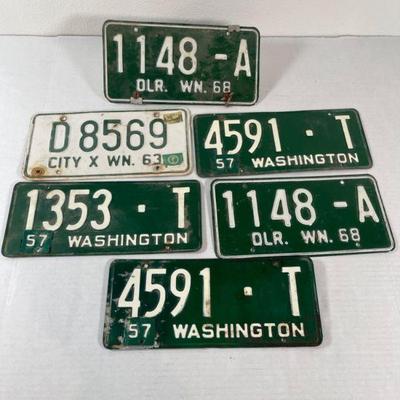 1148-A
DLR. WN. 68
D 8569
CITY X WN. 63
4591·T
57 WASHINGTON
1353·T
57 WASHINGTON
1148-A
DLR. WN. 68
4591·T
57 WASHINGTON